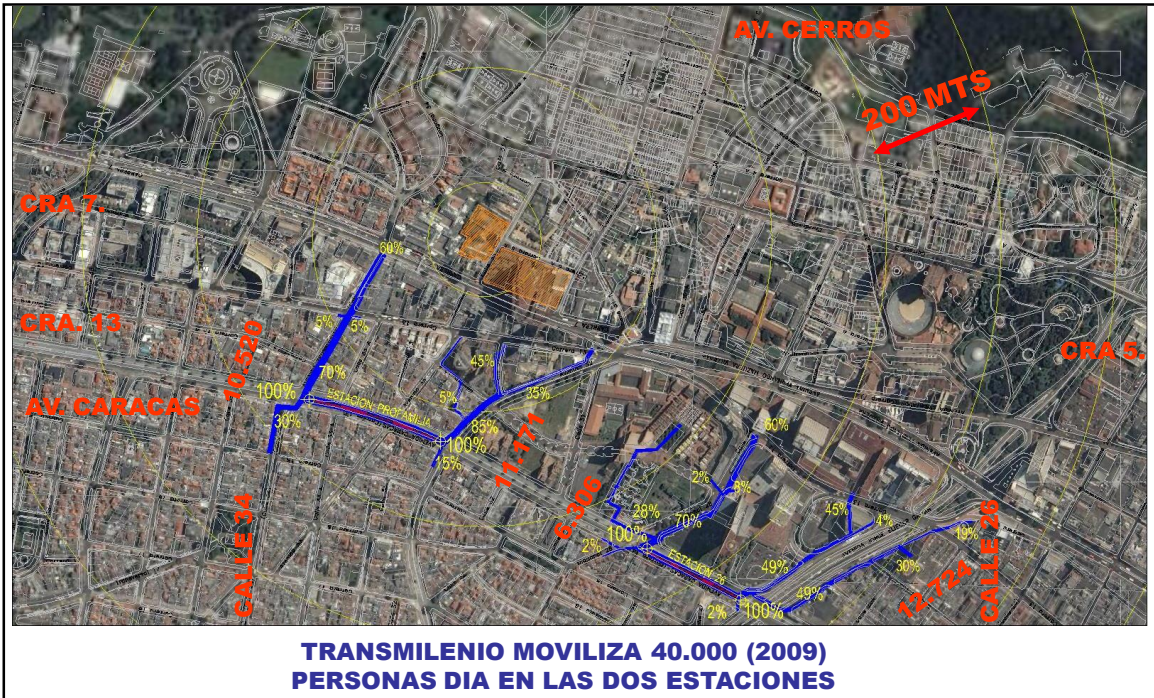 AV. CERROS
200 MTS
CRA 7.
60%
CRA. 13
5%
5%
10.520
45%
CRA 5.
70%
100%
5%
35%
AV. CARACAS
ESTACION PROFAMILIA
30%
85%
100%
11.171
15%
60%
2%
8%
6.306
28%
70%
45%
4%
19%
100%
2%
CALLE 34
ESTACION 26
49%
30%
CALLE 26
49%
12.724
2%
100%
TRANSMILENIO MOVILIZA 40.000 (2009)
PERSONAS DIA EN LAS DOS ESTACIONES